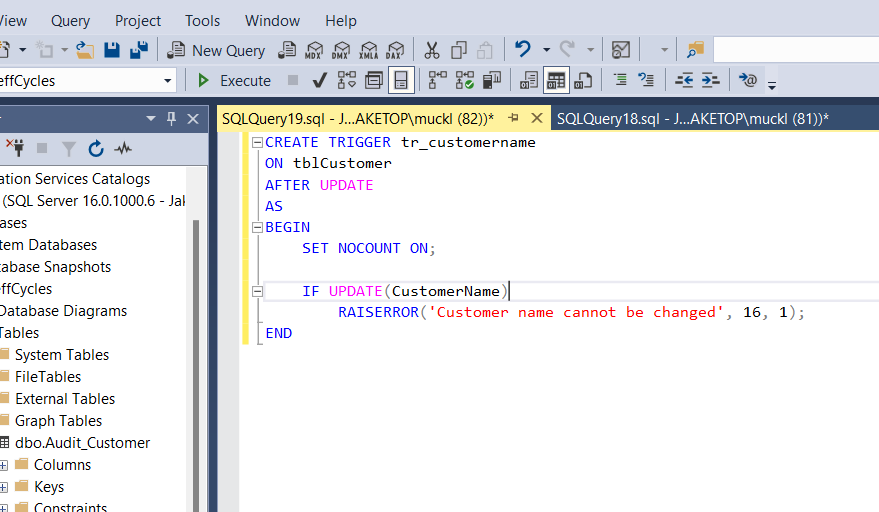 View Query Project Tools Window Help
New Query MDX DMX XMLA DAX
effCycles Execute
SQLQuery19.sql - J...AKETOP\muckl (82))* SQLQuery18.sql - J...AKETOP\muckl (81))*
CREATE TRIGGER tr_customername
ON tblCustomer
AFTER UPDATE
AS
BEGIN
SET NOCOUNT ON;
IF UPDATE(CustomerName)
RAISERROR('Customer name cannot be changed', 16, 1);
END
ation Services Catalogs
(SQL Server 16.0.1000.6 - Jak
ases
tem Databases
tabase Snapshots
effCycles
Database Diagrams
Tables
System Tables
FileTables
External Tables
Graph Tables
dbo.Audit_Customer
Columns
Keys
Constraints